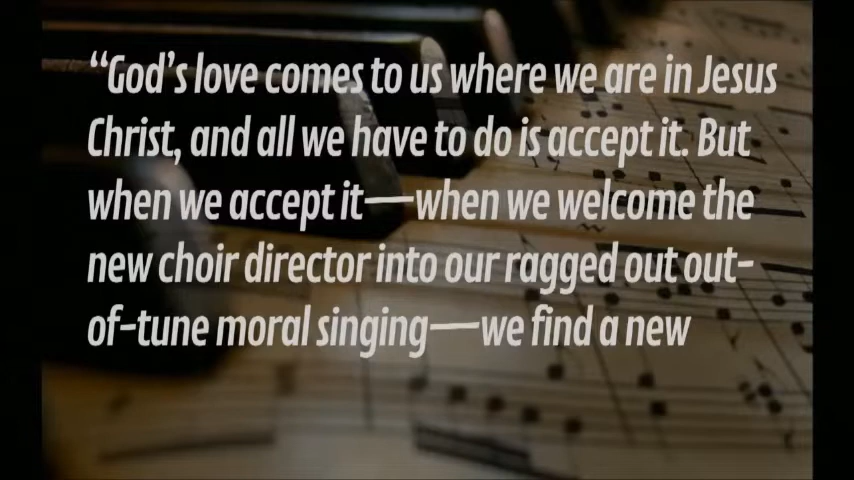 “God’s love comes to us where we are in Jesus
Christ, and all we have to do is accept it. But
when we accept it—when we welcome the
new choir director into our ragged out out-
of-tune moral singing—we find a new